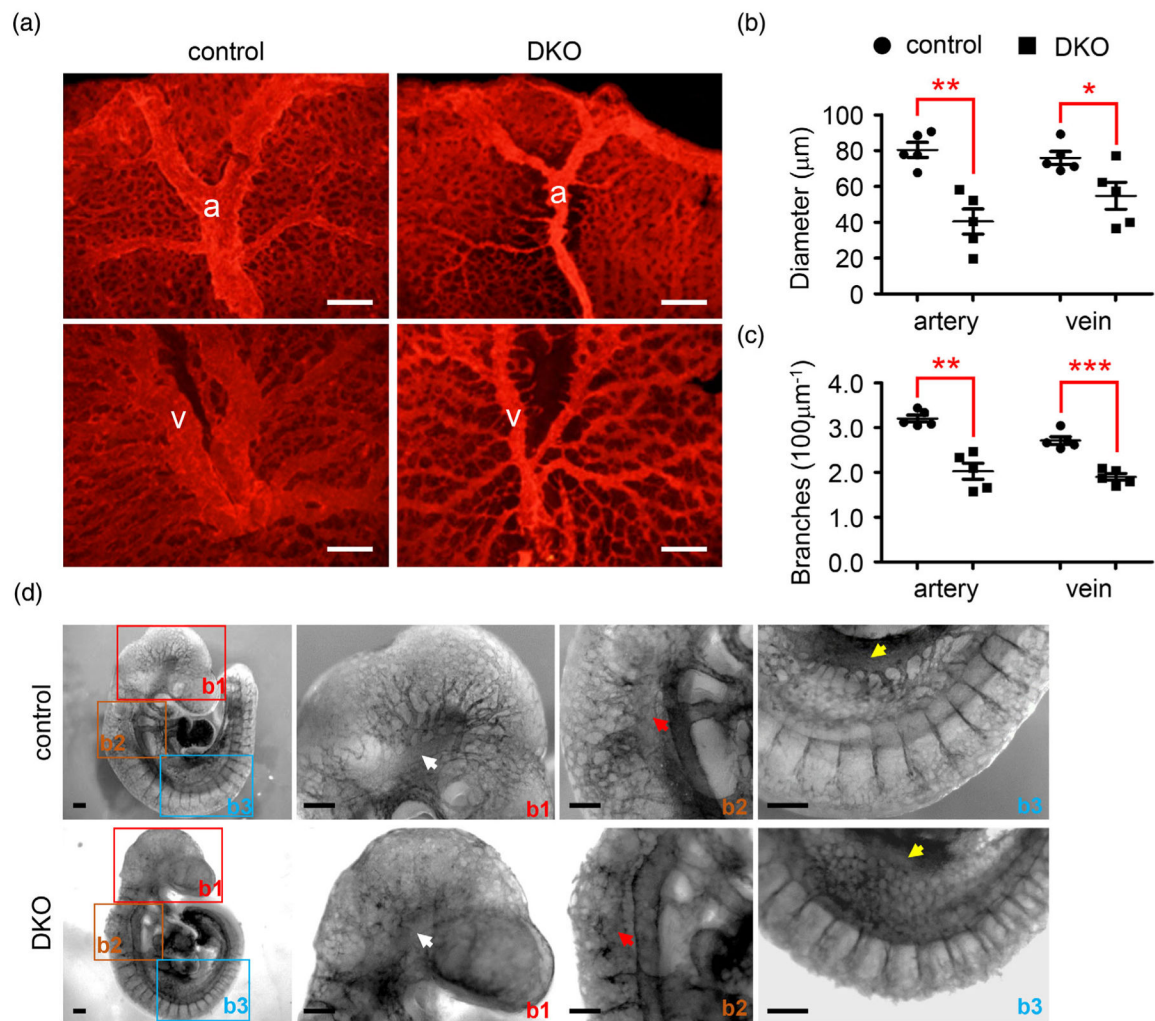 (a)
control DKO
a a
v v
(b)
● control ■ DKO
** *
Diameter (μm)
100
80
60
40
20
0
artery vein
(c)
** ***
Branches (100μm⁻¹)
4.0
3.0
2.0
1.0
0.0
artery vein
(d)
control
b1
b2
b3
b1
b2
b3
DKO
b1
b2
b3
b1
b2
b3